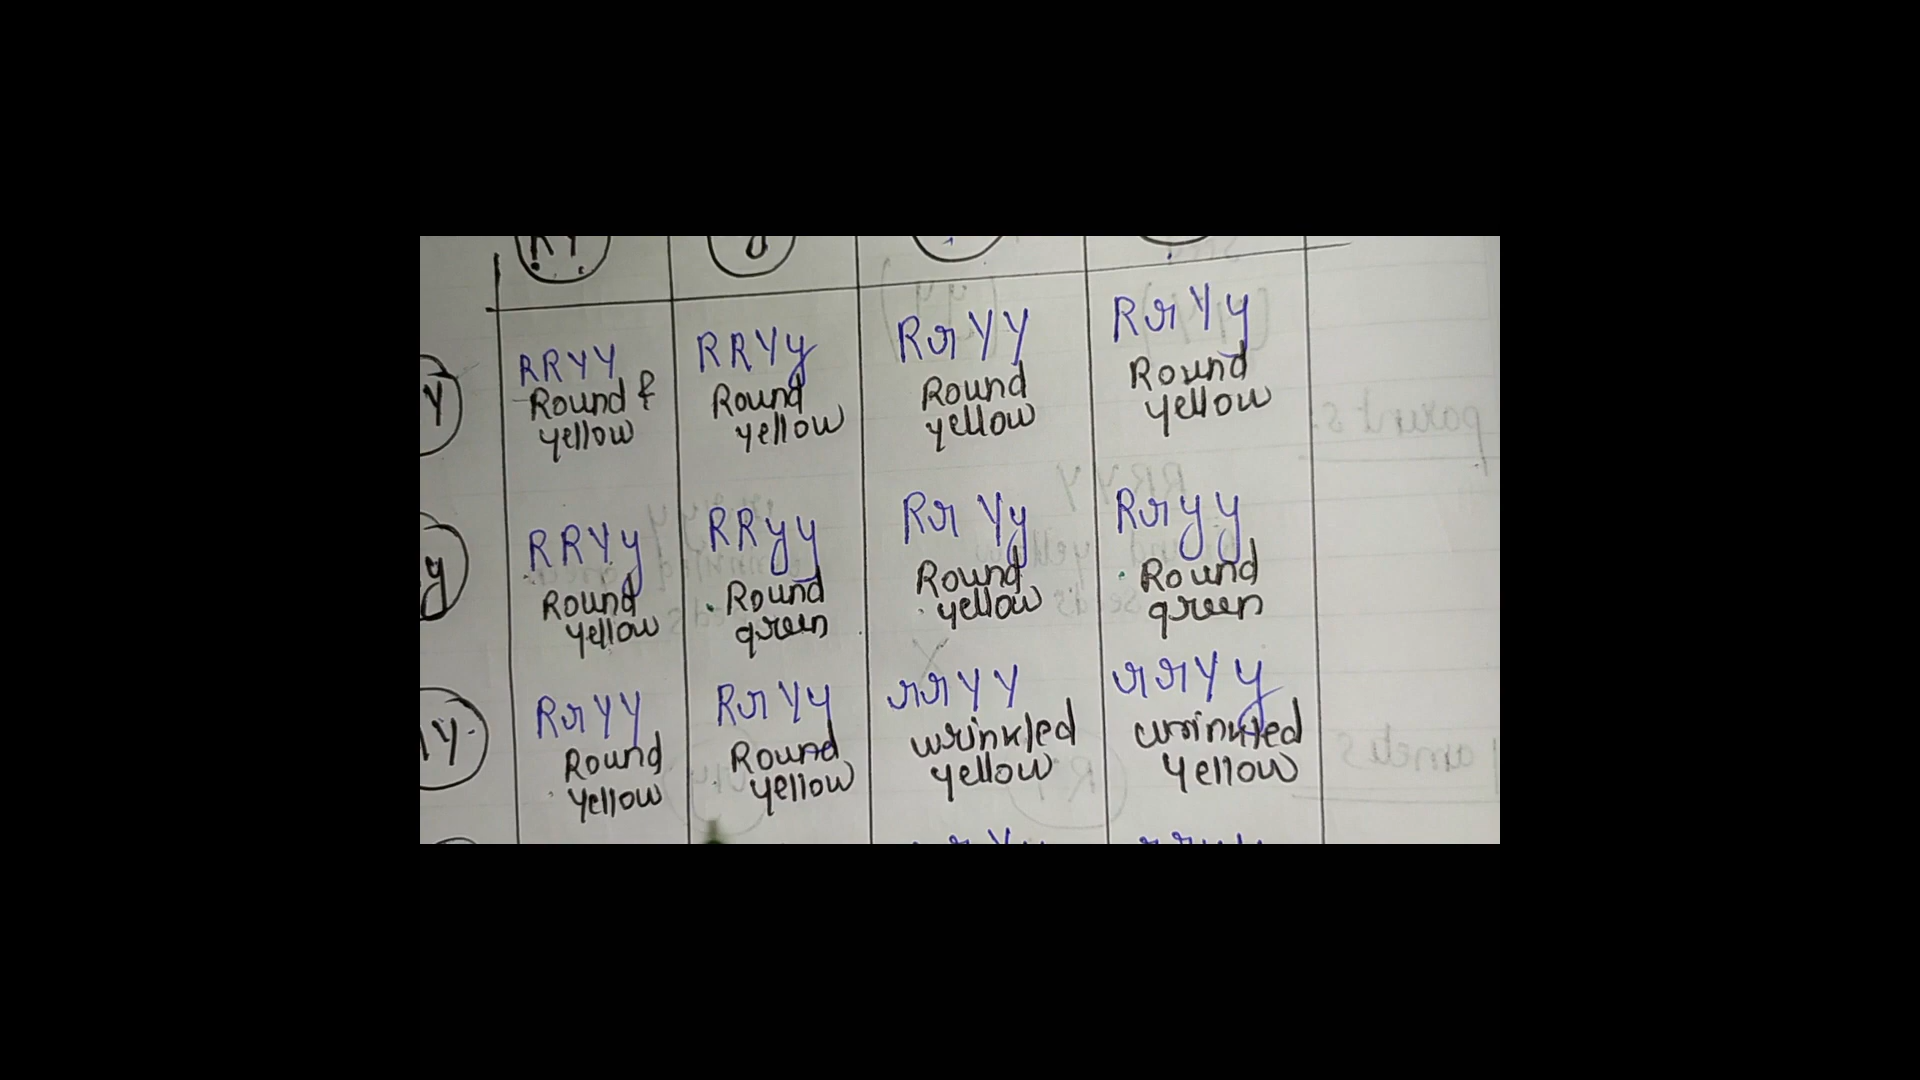 RRYY RRYy RrYY RrYy
Round & Round Round Round
yellow yellow yellow yellow
Y
RRYy RRyy RrYy Rryy
Round Round Round Round
yellow green yellow green
y
RrYY RrYy rrYY rrYy
Round Round wrinkled wrinkled
yellow yellow yellow yellow
Y